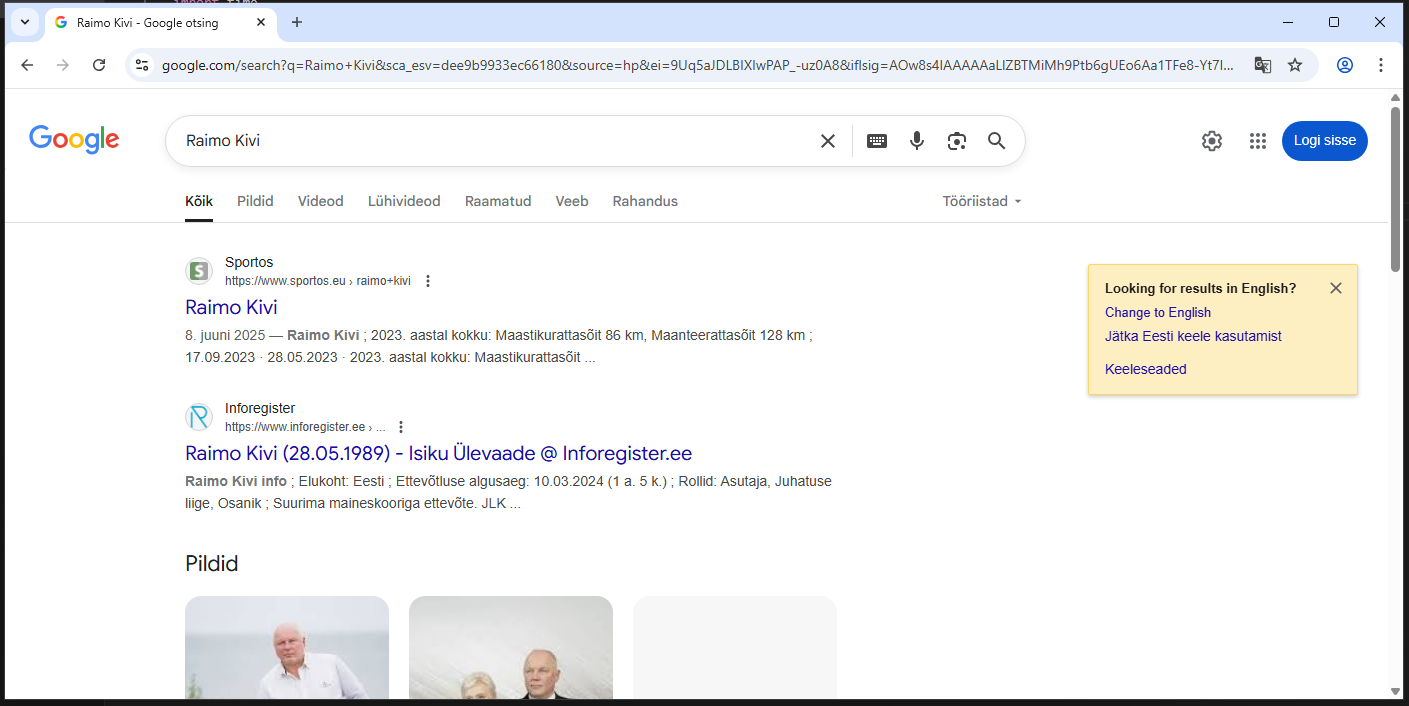 Raimo Kivi - Google otsing
google.com/search?q=Raimo+Kivi&sca_esv=dee9b9933ec66180&source=hp&ei=9Uq5aJDLBIXIwPAP_-uz0A8&iflsig=AOw8s4IAAAAAaLlZBTMiMh9Ptb6gUEo6Aa1TFe8-Yt7I...
Google
Raimo Kivi
Logi sisse
Kõik Pildid Videod Lühivideod Raamatud Veeb Rahandus Tööriistad
Sportos
https://www.sportos.eu › raimo+kivi
Raimo Kivi
8. juuni 2025 — Raimo Kivi ; 2023. aastal kokku: Maastikurattasõit 86 km, Maanteerattasõit 128 km ;
17.09.2023 · 28.05.2023 · 2023. aastal kokku: Maastikurattasõit ...
Looking for results in English?
Change to English
Jätka Eesti keele kasutamist
Keeleseaded
Inforegister
https://www.inforegister.ee › ...
Raimo Kivi (28.05.1989) - Isiku Ülevaade @ Inforegister.ee
Raimo Kivi info ; Elukoht: Eesti ; Ettevõtluse algusaeg: 10.03.2024 (1 a. 5 k.) ; Rollid: Asutaja, Juhatuse
liige, Osanik ; Suurima maineskooriga ettevõte. JLK ...
Pildid